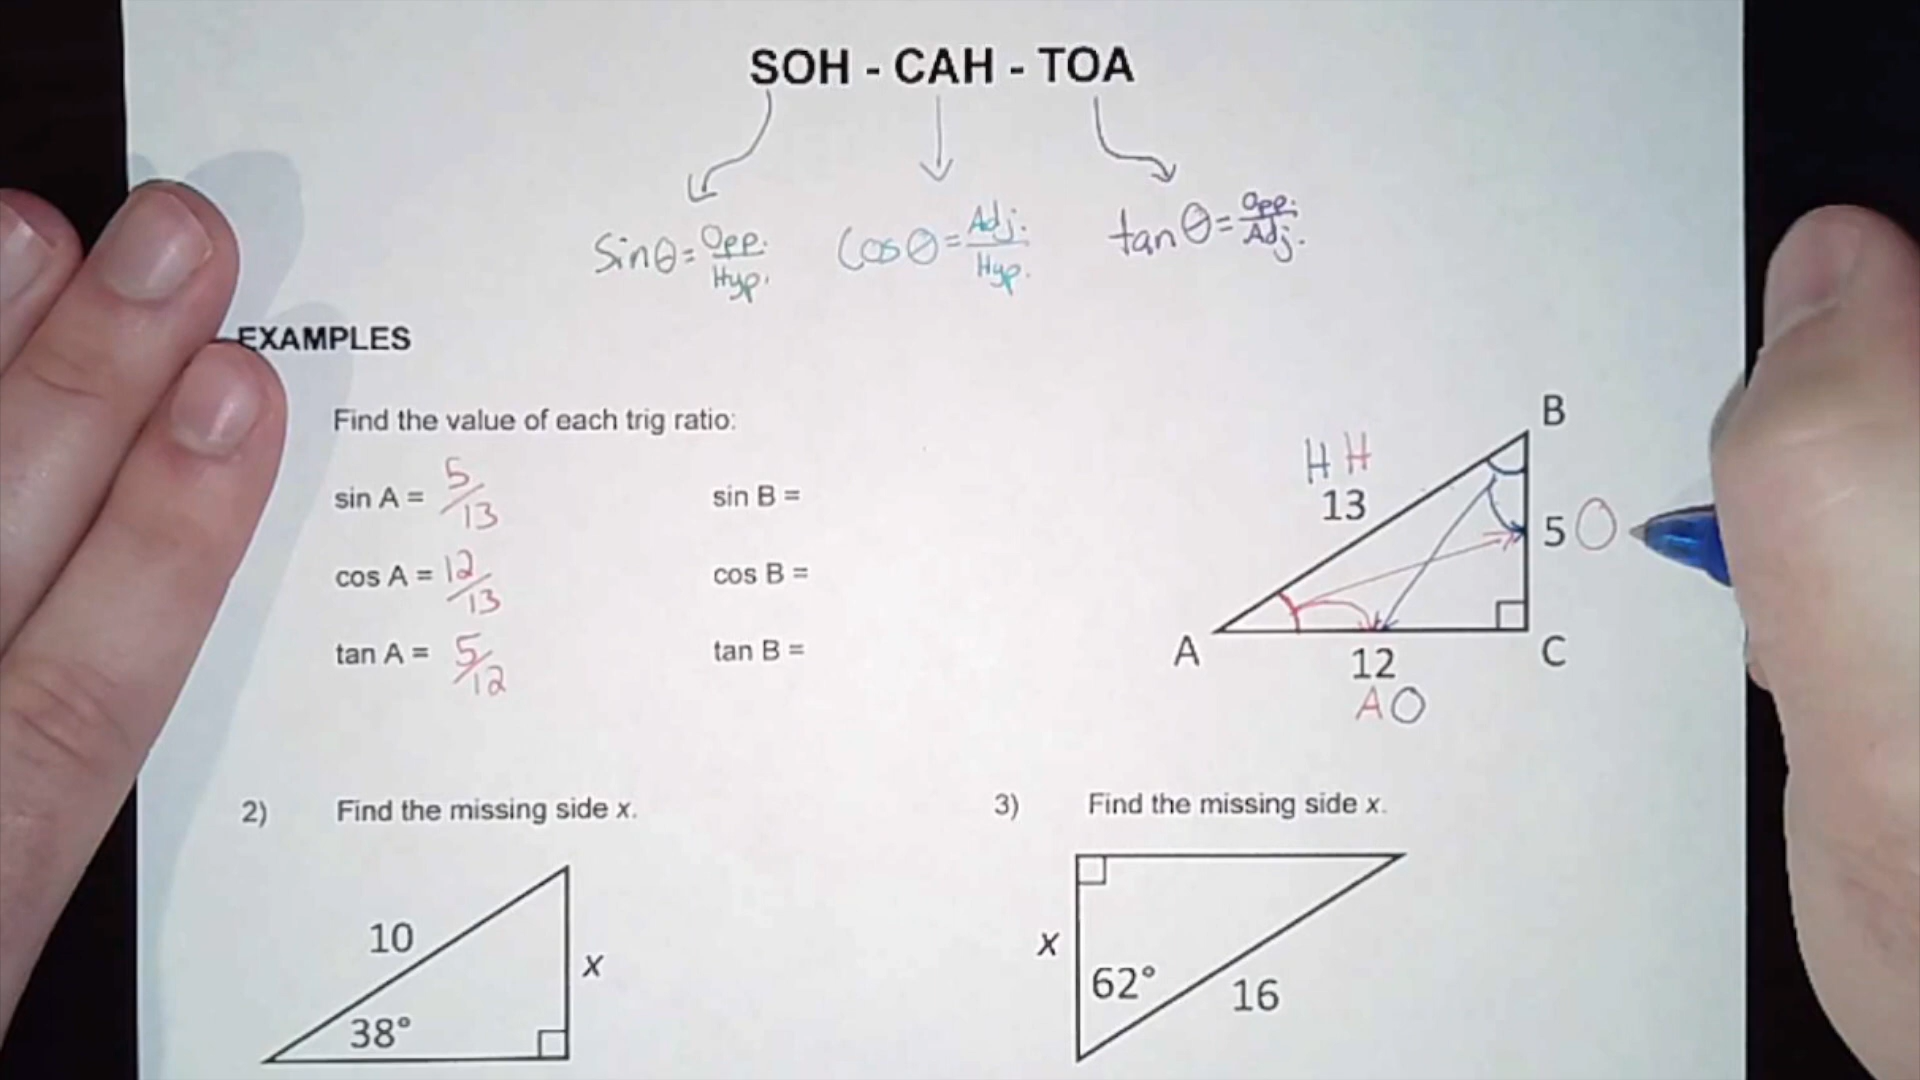 SOH - CAH - TOA
Sinθ = Opp. / Hyp.
Cosθ = Adj. / Hyp.
tanθ = Opp. / Adj.
EXAMPLES
Find the value of each trig ratio:
sin A = 5/13
sin B =
cos A = 12/13
cos B =
tan A = 5/12
tan B =
B
H H
13
5 O
A
C
12
A O
2) Find the missing side x.
10
x
38°
3) Find the missing side x.
x
62°
16